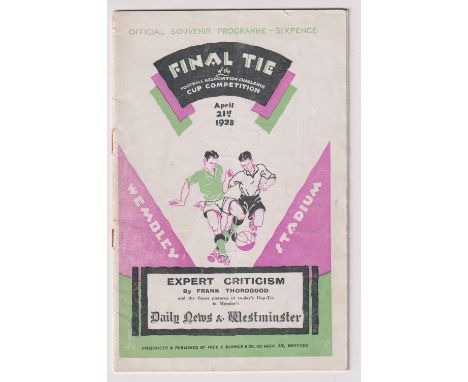 OFFICIAL SOUVENIR PROGRAMME — SIXPENCE
FINAL TIE
of the
FOOTBALL ASSOCIATION CHALLENGE
CUP COMPETITION
April
21st
1928
WEMBLEY
STADIUM
EXPERT CRITICISM
By FRANK THOROGOOD
and the finest pictures of to-day's Cup-Tie
in Monday's
Daily News & Westminster
PRODUCED & PUBLISHED BY FRED E. HIGH ST, WATFORD